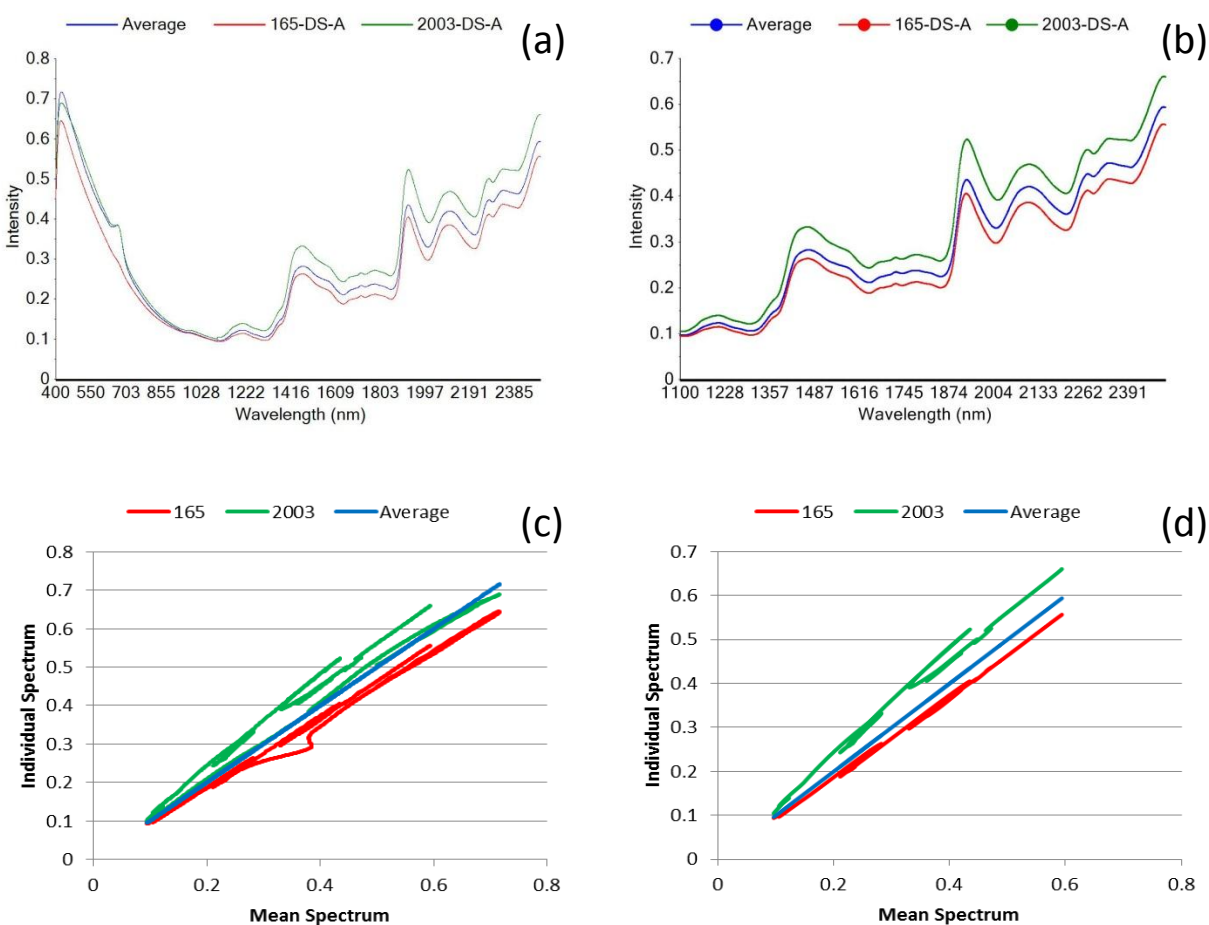 Average 165-DS-A 2003-DS-A
(a)
0.8
0.7
0.6
0.5
0.4
0.3
0.2
0.1
0
Intensity
400 550 703 855 1028 1222 1416 1609 1803 1997 2191 2385
Wavelength (nm)
Average 165-DS-A 2003-DS-A
(b)
0.7
0.6
0.5
0.4
0.3
0.2
0.1
0
Intensity
1100 1228 1357 1487 1616 1745 1874 2004 2133 2262 2391
Wavelength (nm)
165 2003 Average
(c)
0.8
0.7
0.6
0.5
0.4
0.3
0.2
0.1
0
Individual Spectrum
0 0.2 0.4 0.6 0.8
Mean Spectrum
165 2003 Average
(d)
0.7
0.6
0.5
0.4
0.3
0.2
0.1
0
Individual Spectrum
0 0.2 0.4 0.6 0.8
Mean Spectrum